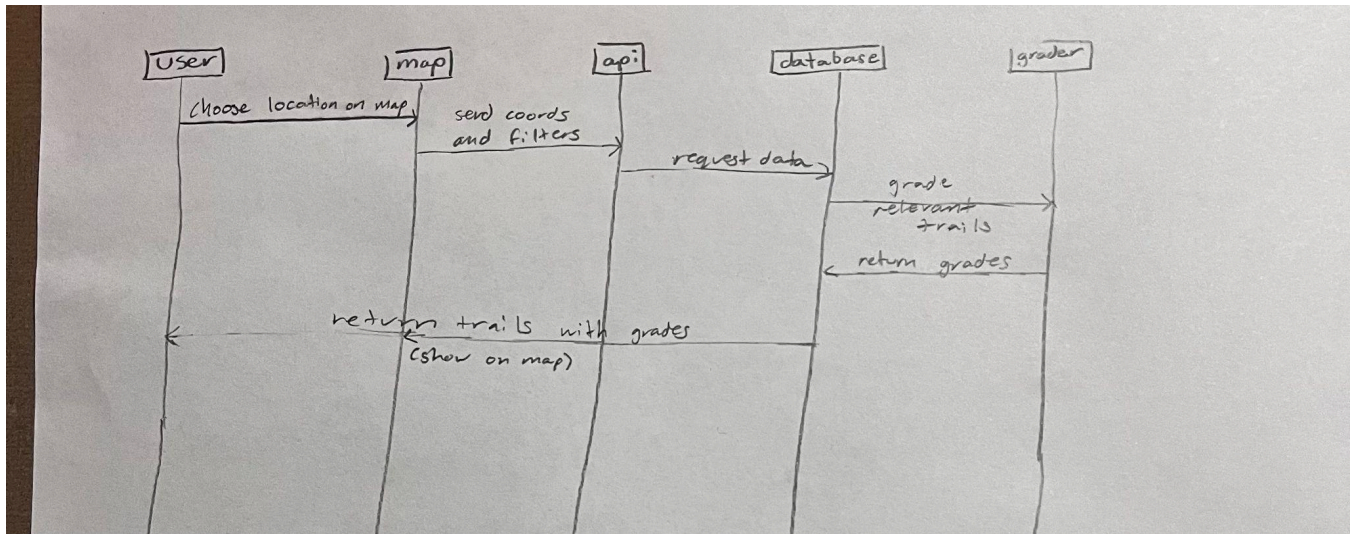 user
map
api
database
grader
choose location on map
send coords
and filters
request data
grade
relevant
trails
return grades
return trails with grades
(show on map)